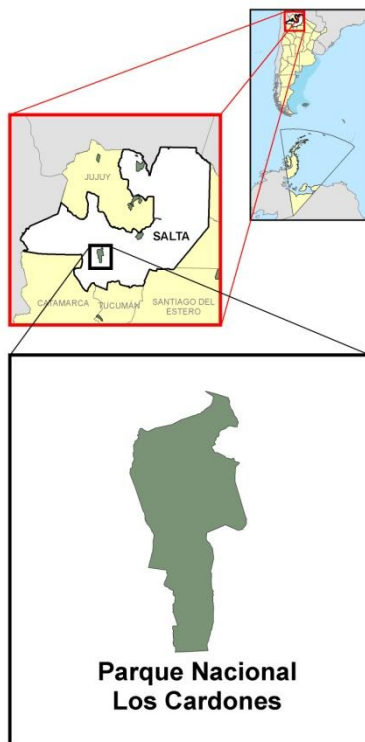 JUJUY
SALTA
CATAMARCA
TUCUMÁN
SANTIAGO DEL
ESTERO
Parque Nacional
Los Cardones